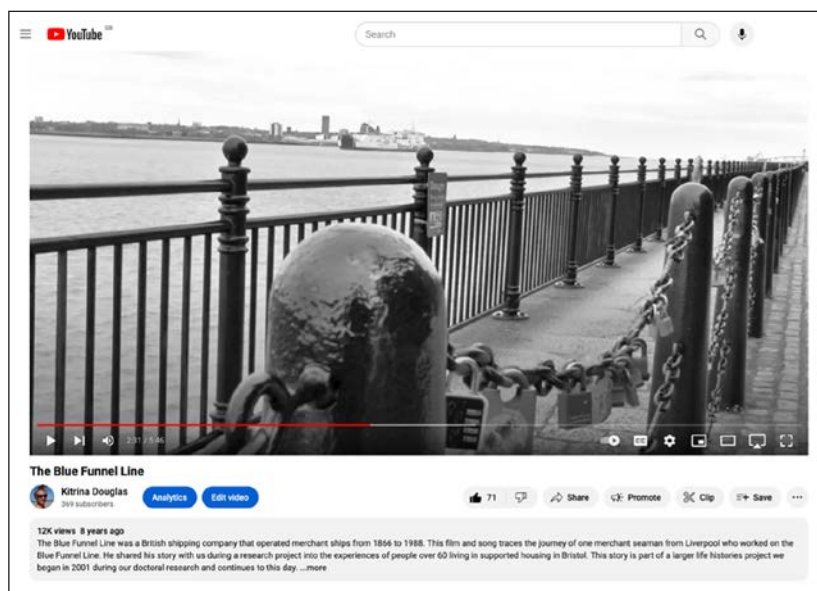 YouTube GB
Search
2:31 / 5:46
The Blue Funnel Line
Kitrina Douglas
369 subscribers
Analytics
Edit video
71
Share
Promote
Clip
Save
12K views 8 years ago
The Blue Funnel Line was a British shipping company that operated merchant ships from 1866 to 1988. This film and song traces the journey of one merchant seaman from Liverpool who worked on the
Blue Funnel Line. He shared his story with us during a research project into the experiences of people over 60 living in supported housing in Bristol. This story is part of a larger life histories project we
began in 2001 during our doctoral research and continues to this day. ...more